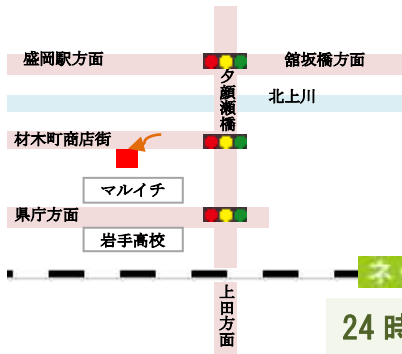 盛岡駅方面
舘坂橋方面
夕顔瀬橋
北上川
材木町商店街
マルイチ
県庁方面
岩手高校
ネ
上田方面
24 時